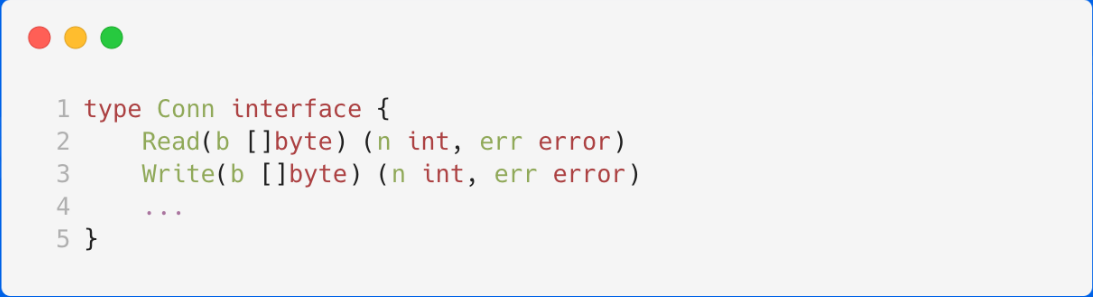 1 type Conn interface {
2     Read(b []byte) (n int, err error)
3     Write(b []byte) (n int, err error)
4     ...
5 }